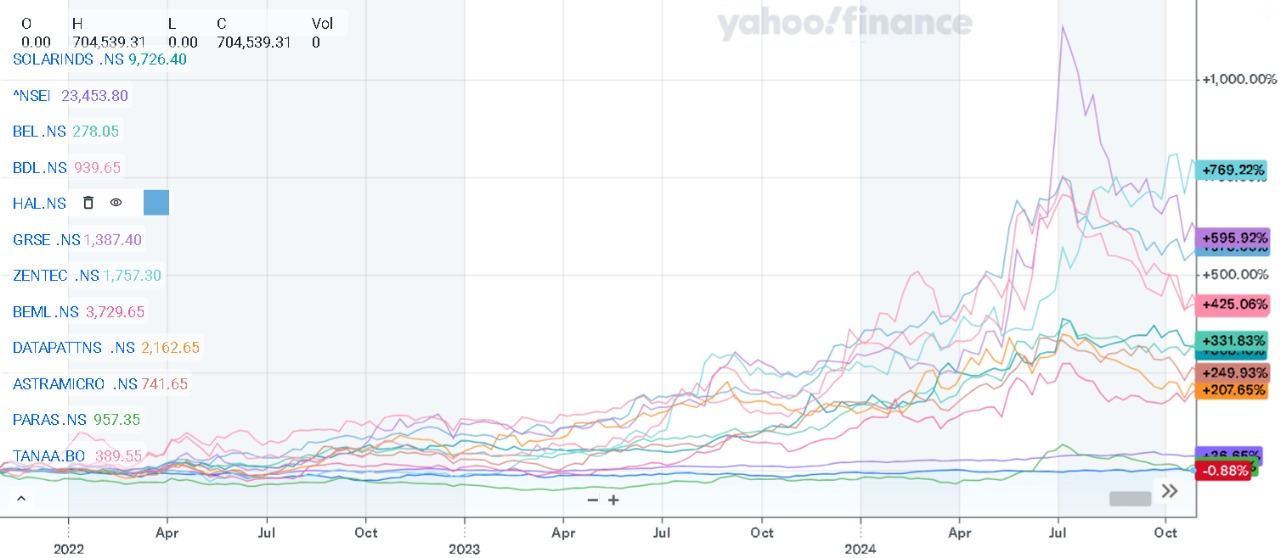 yahoo!finance
O H L C Vol
0.00 704,539.31 0.00 704,539.31 0
SOLARINDS .NS 9,726.40
^NSEI 23,453.80
BEL.NS 278.05
BDL.NS 939.65
HAL.NS
GRSE .NS 1,387.40
ZENTEC .NS 1,757.30
BEML.NS 3,729.65
DATAPATTNS .NS 2,162.65
ASTRAMICRO .NS 741.65
PARAS.NS 957.35
TANAA.BO 389.55
+1,000.00%
+769.22%
+595.92%
+500.00%
+425.06%
+331.83%
+249.93%
+207.65%
-0.88%
Apr Jul Oct Apr Jul Oct Apr Jul Oct
2022 2023 2024